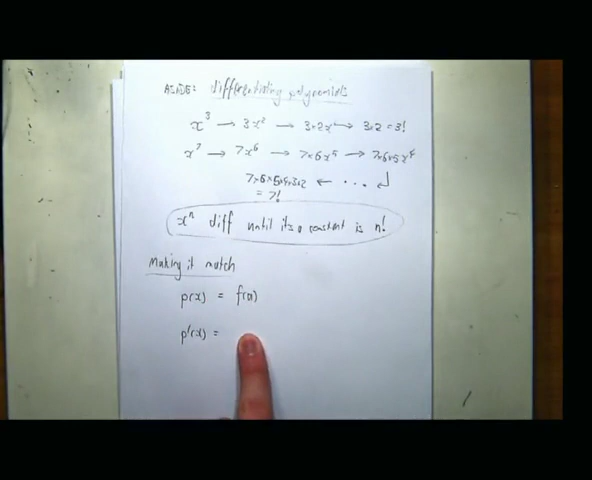 ASIDE: differentiating polynomials
x³ → 3x² → 3×2x → 3×2 = 3!
x⁷ → 7x⁶ → 7×6x⁵ → 7×6×5x⁴
7×6×5×4×3×2 ← ... ↲
= 7!
xⁿ diff until it's a constant is n!
Making it match
p(x) = f(a)
p'(x) =